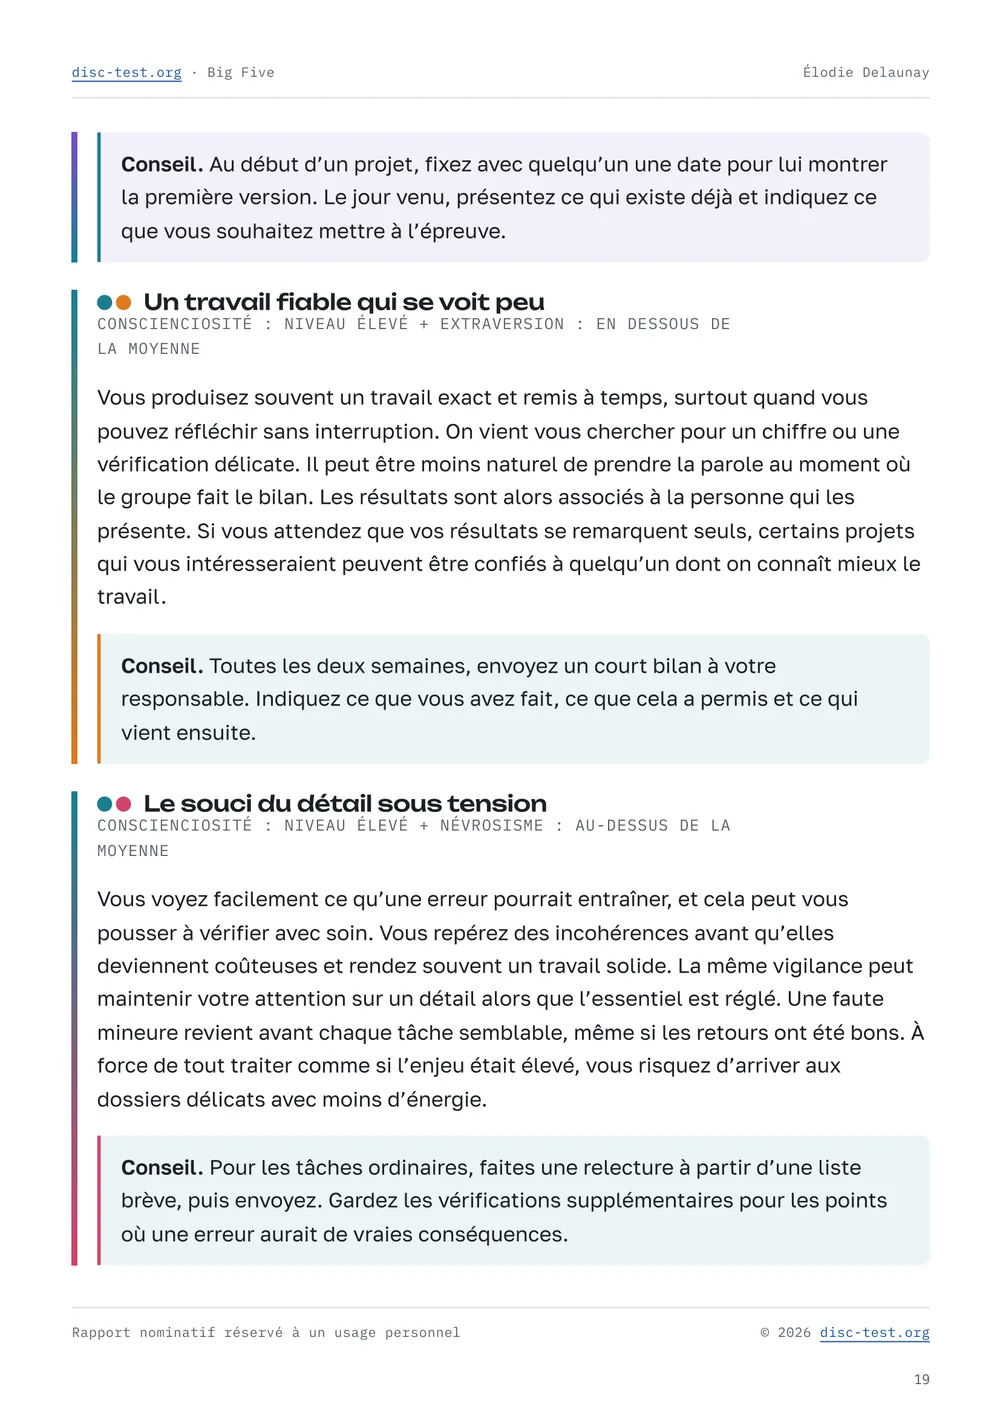 disc-test.org · Big Five
Élodie Delaunay
Conseil. Au début d’un projet, fixez avec quelqu’un une date pour lui montrer
la première version. Le jour venu, présentez ce qui existe déjà et indiquez ce
que vous souhaitez mettre à l’épreuve.
Un travail fiable qui se voit peu
CONSCIENCIOSITÉ : NIVEAU ÉLEVÉ + EXTRAVERSION : EN DESSOUS DE
LA MOYENNE
Vous produisez souvent un travail exact et remis à temps, surtout quand vous
pouvez réfléchir sans interruption. On vient vous chercher pour un chiffre ou une
vérification délicate. Il peut être moins naturel de prendre la parole au moment où
le groupe fait le bilan. Les résultats sont alors associés à la personne qui les
présente. Si vous attendez que vos résultats se remarquent seuls, certains projets
qui vous intéresseraient peuvent être confiés à quelqu’un dont on connaît mieux le
travail.
Conseil. Toutes les deux semaines, envoyez un court bilan à votre
responsable. Indiquez ce que vous avez fait, ce que cela a permis et ce qui
vient ensuite.
Le souci du détail sous tension
CONSCIENCIOSITÉ : NIVEAU ÉLEVÉ + NÉVROSISME : AU-DESSUS DE LA
MOYENNE
Vous voyez facilement ce qu’une erreur pourrait entraîner, et cela peut vous
pousser à vérifier avec soin. Vous repérez des incohérences avant qu’elles
deviennent coûteuses et rendez souvent un travail solide. La même vigilance peut
maintenir votre attention sur un détail alors que l’essentiel est réglé. Une faute
mineure revient avant chaque tâche semblable, même si les retours ont été bons. À
force de tout traiter comme si l’enjeu était élevé, vous risquez d’arriver aux
dossiers délicats avec moins d’énergie.
Conseil. Pour les tâches ordinaires, faites une relecture à partir d’une liste
brève, puis envoyez. Gardez les vérifications supplémentaires pour les points
où une erreur aurait de vraies conséquences.
Rapport nominatif réservé à un usage personnel
© 2026 disc-test.org
19